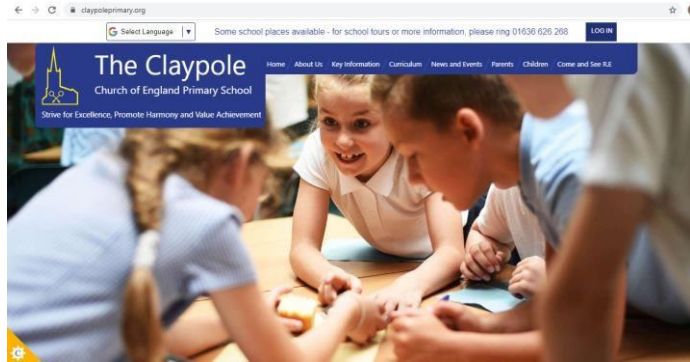 claypoleprimary.org
Select Language ▼ Some school places available - for school tours or more information, please ring 01636 626 268 LOG IN
The Claypole
Church of England Primary School
Strive for Excellence, Promote Harmony and Value Achievement
Home About Us Key Information Curriculum News and Events Parents Children Come and See R.E